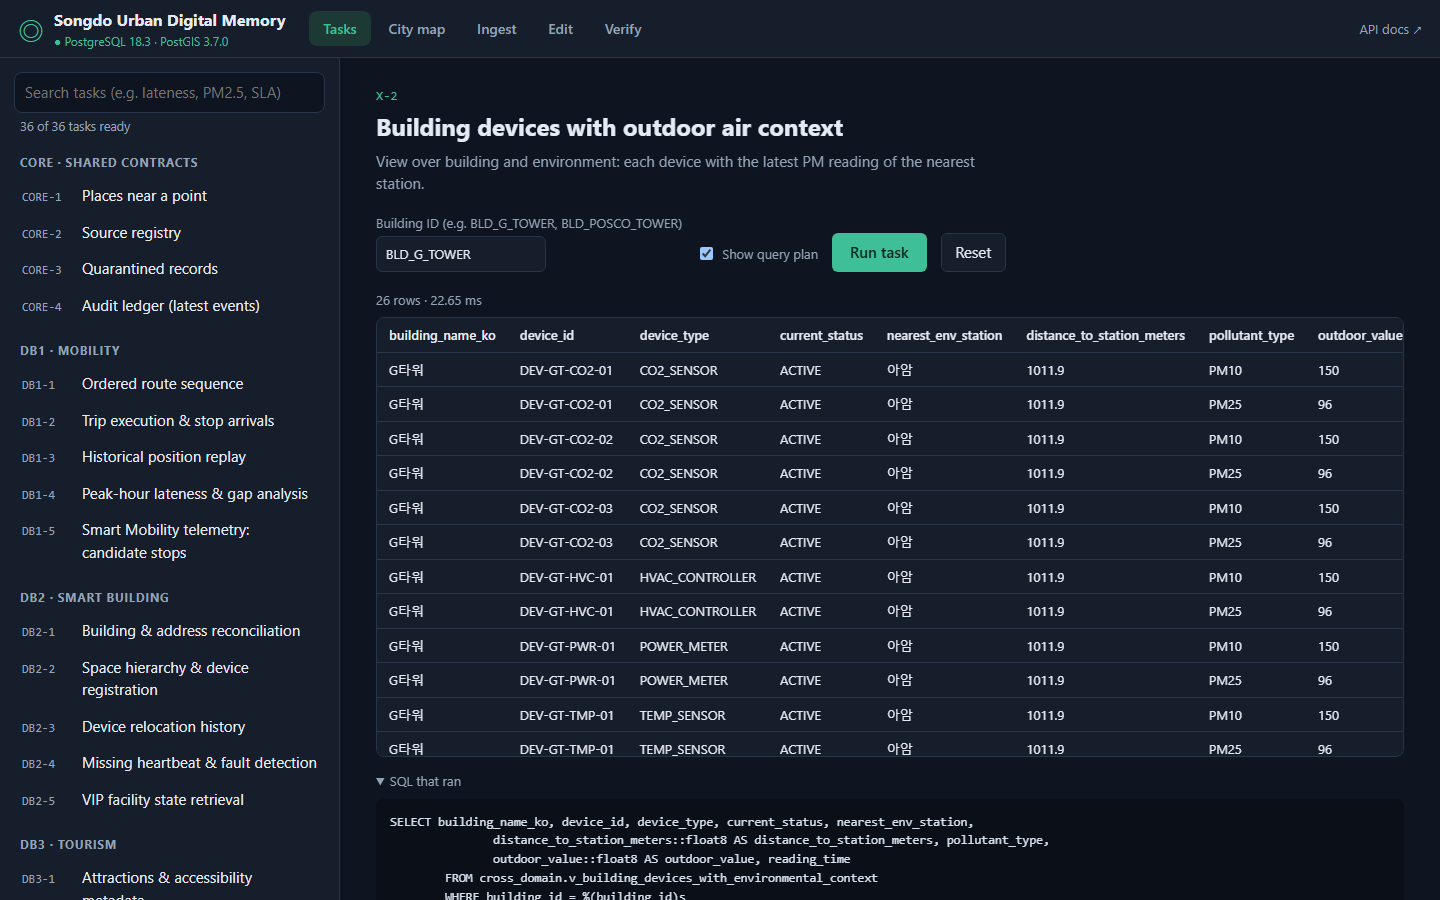 Songdo Urban Digital Memory
● PostgreSQL 18.3 · PostGIS 3.7.0
Tasks
City map
Ingest
Edit
Verify
API docs ↗
Search tasks (e.g. lateness, PM2.5, SLA)
36 of 36 tasks ready
CORE · SHARED CONTRACTS
CORE-1 Places near a point
CORE-2 Source registry
CORE-3 Quarantined records
CORE-4 Audit ledger (latest events)
DB1 · MOBILITY
DB1-1 Ordered route sequence
DB1-2 Trip execution & stop arrivals
DB1-3 Historical position replay
DB1-4 Peak-hour lateness & gap analysis
DB1-5 Smart Mobility telemetry:
candidate stops
DB2 · SMART BUILDING
DB2-1 Building & address reconciliation
DB2-2 Space hierarchy & device
registration
DB2-3 Device relocation history
DB2-4 Missing heartbeat & fault detection
DB2-5 VIP facility state retrieval
DB3 · TOURISM
DB3-1 Attractions & accessibility
metadata
X-2
Building devices with outdoor air context
View over building and environment: each device with the latest PM reading of the nearest
station.
Building ID (e.g. BLD_G_TOWER, BLD_POSCO_TOWER)
BLD_G_TOWER
Show query plan
Run task
Reset
26 rows · 22.65 ms
building_name_ko device_id device_type current_status nearest_env_station distance_to_station_meters pollutant_type outdoor_value
G타워 DEV-GT-CO2-01 CO2_SENSOR ACTIVE 아암 1011.9 PM10 150
G타워 DEV-GT-CO2-01 CO2_SENSOR ACTIVE 아암 1011.9 PM25 96
G타워 DEV-GT-CO2-02 CO2_SENSOR ACTIVE 아암 1011.9 PM10 150
G타워 DEV-GT-CO2-02 CO2_SENSOR ACTIVE 아암 1011.9 PM25 96
G타워 DEV-GT-CO2-03 CO2_SENSOR ACTIVE 아암 1011.9 PM10 150
G타워 DEV-GT-CO2-03 CO2_SENSOR ACTIVE 아암 1011.9 PM25 96
G타워 DEV-GT-HVC-01 HVAC_CONTROLLER ACTIVE 아암 1011.9 PM10 150
G타워 DEV-GT-HVC-01 HVAC_CONTROLLER ACTIVE 아암 1011.9 PM25 96
G타워 DEV-GT-PWR-01 POWER_METER ACTIVE 아암 1011.9 PM10 150
G타워 DEV-GT-PWR-01 POWER_METER ACTIVE 아암 1011.9 PM25 96
G타워 DEV-GT-TMP-01 TEMP_SENSOR ACTIVE 아암 1011.9 PM10 150
G타워 DEV-GT-TMP-01 TEMP_SENSOR ACTIVE 아암 1011.9 PM25 96
▼ SQL that ran
SELECT building_name_ko, device_id, device_type, current_status, nearest_env_station,
distance_to_station_meters::float8 AS distance_to_station_meters, pollutant_type,
outdoor_value::float8 AS outdoor_value, reading_time
FROM cross_domain.v_building_devices_with_environmental_context
WHERE building_id = %(building_id)s